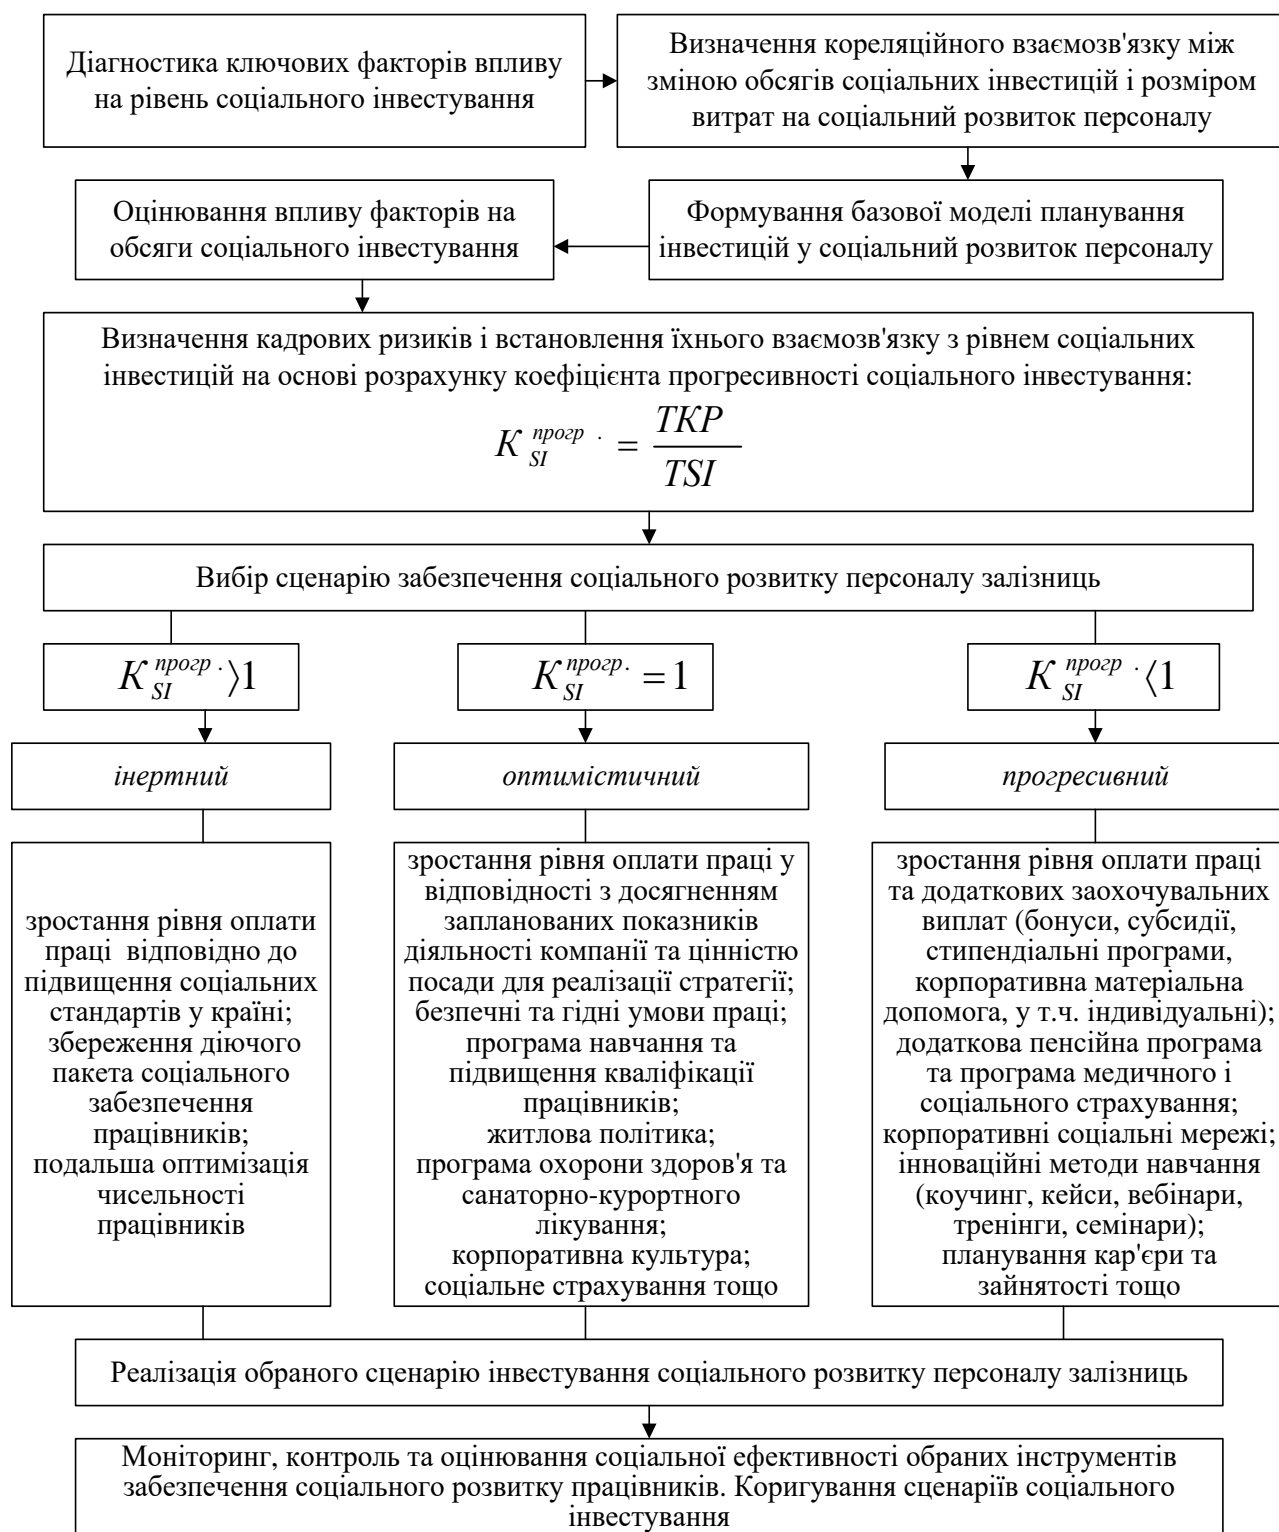 Діагностика ключових факторів впливу
на рівень соціального інвестування
Визначення кореляційного взаємозв'язку між
зміною обсягів соціальних інвестицій і розміром
витрат на соціальний розвиток персоналу
Формування базової моделі планування
інвестицій у соціальний розвиток персоналу
Оцінювання впливу факторів на
обсяги соціального інвестування
Визначення кадрових ризиків і встановлення їхнього взаємозв'язку з рівнем соціальних
інвестицій на основі розрахунку коефіцієнта прогресивності соціального інвестування:
К_{SI}^{прогр.} = \frac{ТКР}{TSI}
Вибір сценарію забезпечення соціального розвитку персоналу залізниць
К_{SI}^{прогр.}⟩1
К_{SI}^{прогр.} = 1
К_{SI}^{прогр.}⟨1
інертний
оптимістичний
прогресивний
зростання рівня оплати
праці відповідно до
підвищення соціальних
стандартів у країні;
збереження діючого
пакета соціального
забезпечення
працівників;
подальша оптимізація
чисельності
працівників
зростання рівня оплати праці у
відповідності з досягненням
запланованих показників
діяльності компанії та цінністю
посади для реалізації стратегії;
безпечні та гідні умови праці;
програма навчання та
підвищення кваліфікації
працівників;
житлова політика;
програма охорони здоров'я та
санаторно-курортного
лікування;
корпоративна культура;
соціальне страхування тощо
зростання рівня оплати праці
та додаткових заохочувальних
виплат (бонуси, субсидії,
стипендіальні програми,
корпоративна матеріальна
допомога, у т.ч. індивідуальні);
додаткова пенсійна програма
та програма медичного і
соціального страхування;
корпоративні соціальні мережі;
інноваційні методи навчання
(коучинг, кейси, вебінари,
тренінги, семінари);
планування кар'єри та
зайнятості тощо
Реалізація обраного сценарію інвестування соціального розвитку персоналу залізниць
Моніторинг, контроль та оцінювання соціальної ефективності обраних інструментів
забезпечення соціального розвитку працівників. Коригування сценаріїв соціального
інвестування